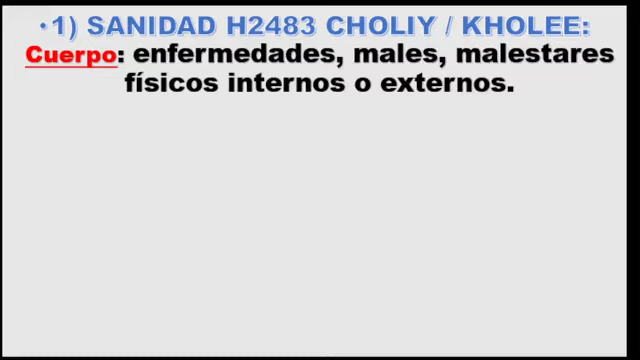 • 1) SANIDAD H2483 CHOLIY / KHOLEE:
Cuerpo: enfermedades, males, malestares
físicos internos o externos.